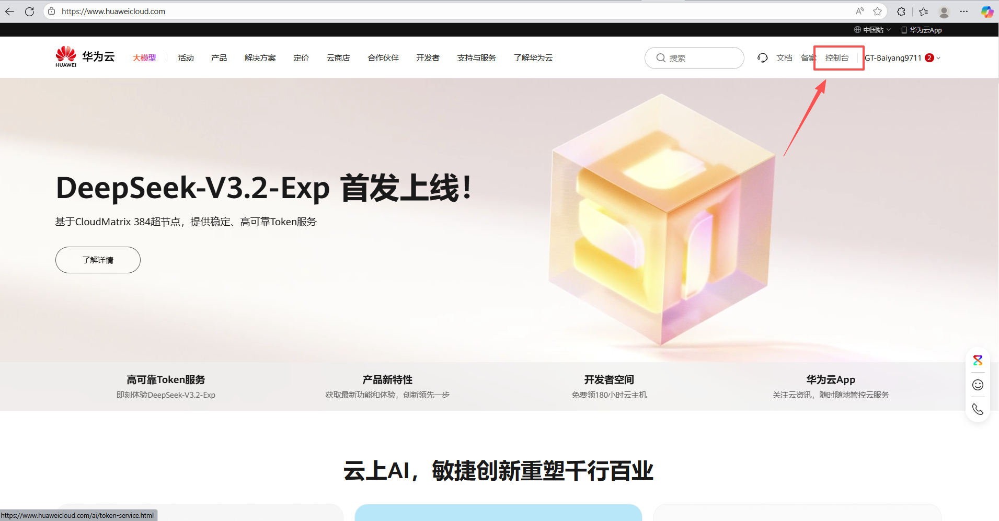 https://www.huaweicloud.com
中国站 华为云App
HUAWEI 华为云 大模型 活动 产品 解决方案 定价 云商店 合作伙伴 开发者 支持与服务 了解华为云 搜索 文档 备案 控制台 GT-Baiyang9711 2
DeepSeek-V3.2-Exp 首发上线！
基于CloudMatrix 384超节点，提供稳定、高可靠Token服务
了解详情
高可靠Token服务 产品新特性 开发者空间 华为云App
即刻体验DeepSeek-V3.2-Exp 获取最新功能和体验，创新领先一步 免费领180小时云主机 关注云资讯，随时随地管控云服务
云上AI，敏捷创新重塑千行百业
https://www.huaweicloud.com/ai/token-service.html